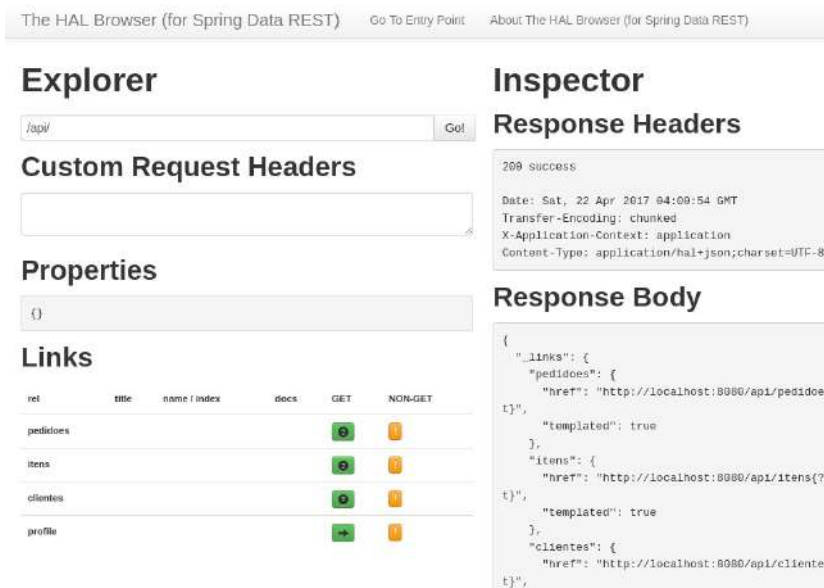 The HAL Browser (for Spring Data REST) Go To Entry Point About The HAL Browser (for Spring Data REST)
Explorer
/api/ Go!
Custom Request Headers
Properties
{}
Links
rel title name / index docs GET NON-GET
pedidoes
itens
clientes
profile
Inspector
Response Headers
200 success
Date: Sat, 22 Apr 2017 04:00:54 GMT
Transfer-Encoding: chunked
X-Application-Context: application
Content-Type: application/hal+json;charset=UTF-8
Response Body
{
"_links": {
"pedidoes": {
"href": "http://localhost:8080/api/pedidoe
t}",
"templated": true
},
"itens": {
"href": "http://localhost:8080/api/itens{?
t}",
"templated": true
},
"clientes": {
"href": "http://localhost:8080/api/cliente
t}",